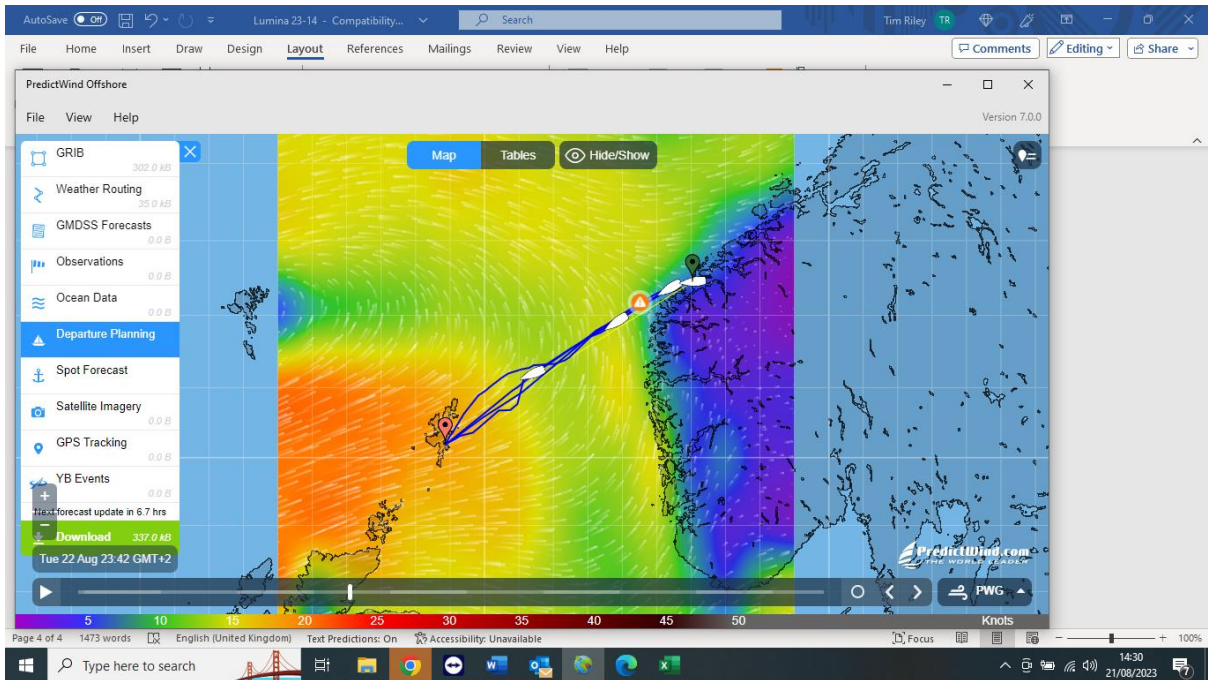 AutoSave Off Lumina 23-14 - Compatibility... Search Tim Riley TR
File Home Insert Draw Design Layout References Mailings Review View Help Comments Editing Share
PredictWind Offshore
File View Help Version 7.0.0
GRIB
302.0 kB
Weather Routing
35.0 kB
GMDSS Forecasts
0.0 B
Observations
0.0 B
Ocean Data
0.0 B
Departure Planning
Spot Forecast
Satellite Imagery
0.0 B
GPS Tracking
0.0 B
YB Events
0.0 B
Next forecast update in 6.7 hrs
Download 337.0 kB
Tue 22 Aug 23:42 GMT+2
Map Tables Hide/Show
PredictWind.com
THE WORLD LEADER
PWG
5 10 15 20 25 30 35 40 45 50 Knots
Page 4 of 4 1473 words English (United Kingdom) Text Predictions: On Accessibility: Unavailable Focus 100%
Type here to search 14:30
21/08/2023 7